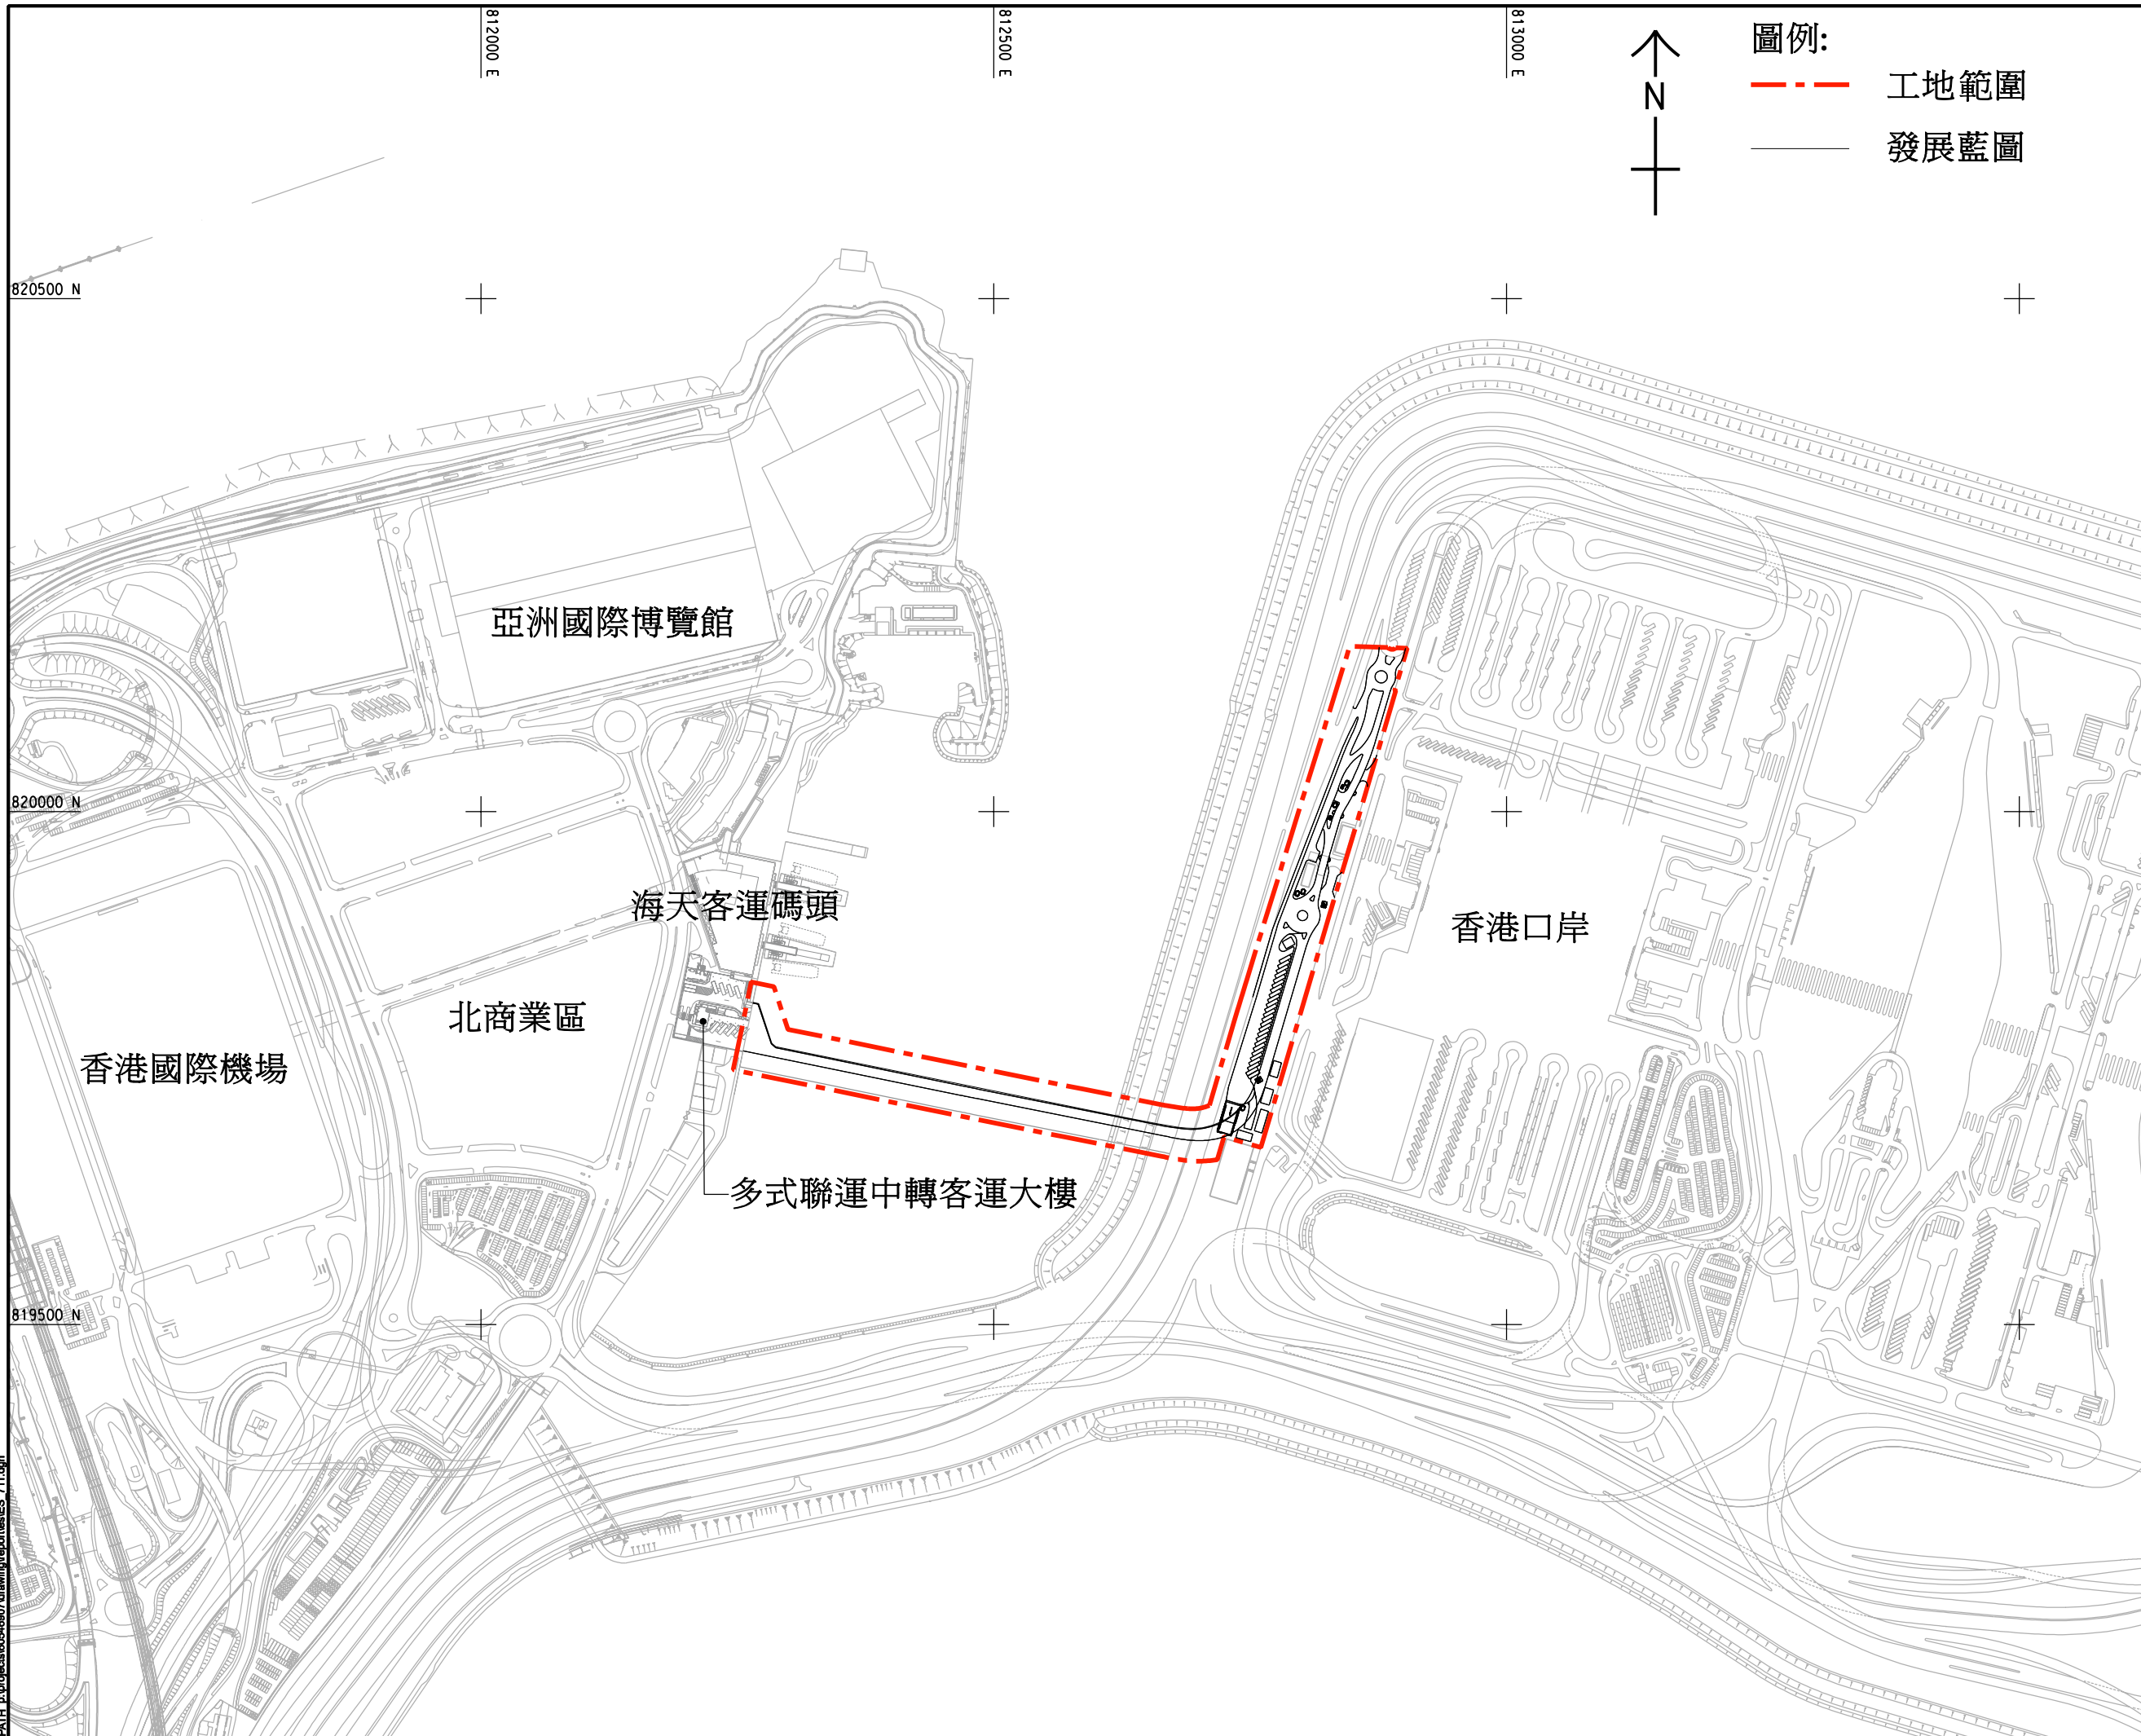 812000 E
812500 E
813000 E
圖例:
工地範圍
N
發展藍圖
820500 N
亞洲國際博覽館
820000 N
海天客運碼頭
香港口岸
北商業區
香港國際機場
多式聯運中轉客運大樓
819500 N